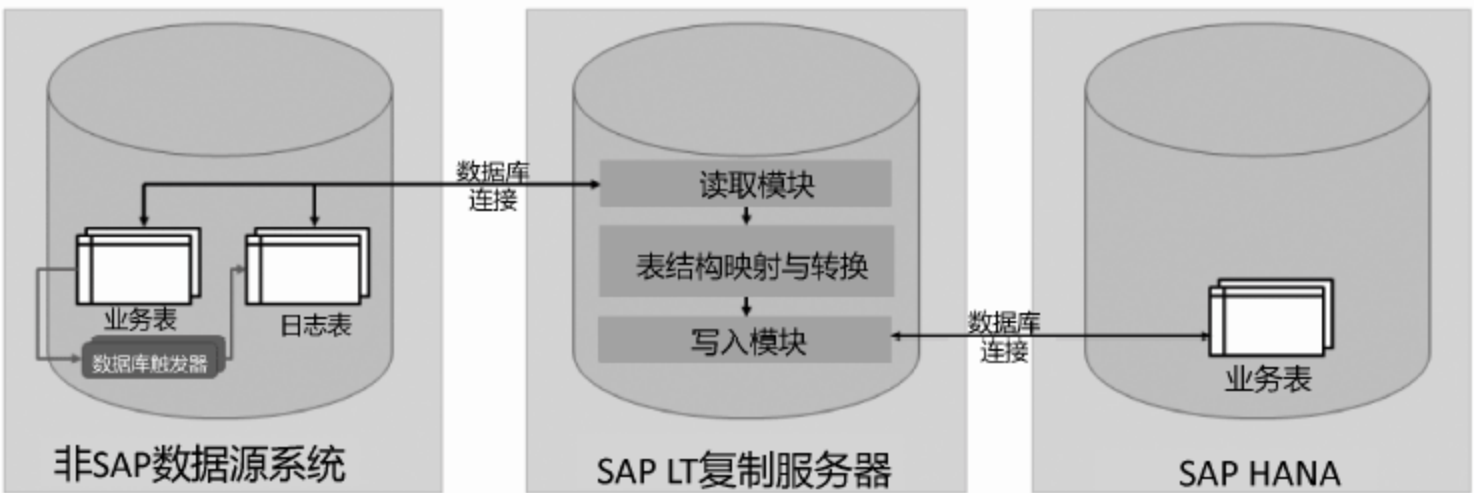 数据库
连接
业务表
日志表
数据库触发器
非SAP数据源系统
读取模块
表结构映射与转换
写入模块
SAP LT复制服务器
数据库
连接
业务表
SAP HANA